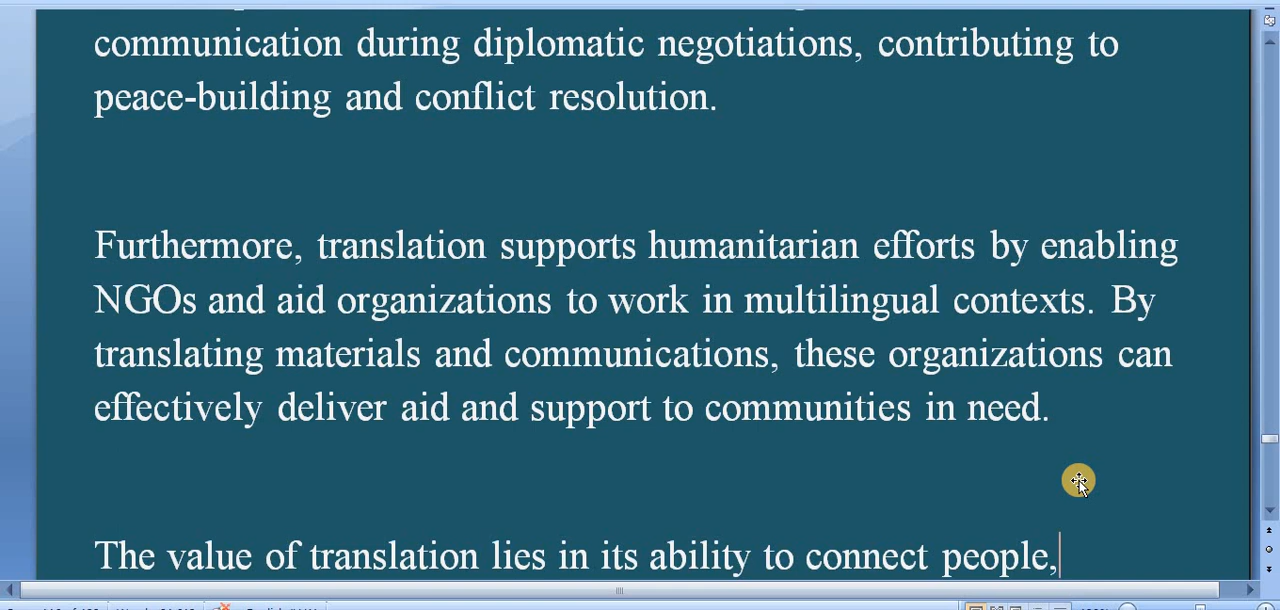 communication during diplomatic negotiations, contributing to
peace-building and conflict resolution.
Furthermore, translation supports humanitarian efforts by enabling
NGOs and aid organizations to work in multilingual contexts. By
translating materials and communications, these organizations can
effectively deliver aid and support to communities in need.
The value of translation lies in its ability to connect people,